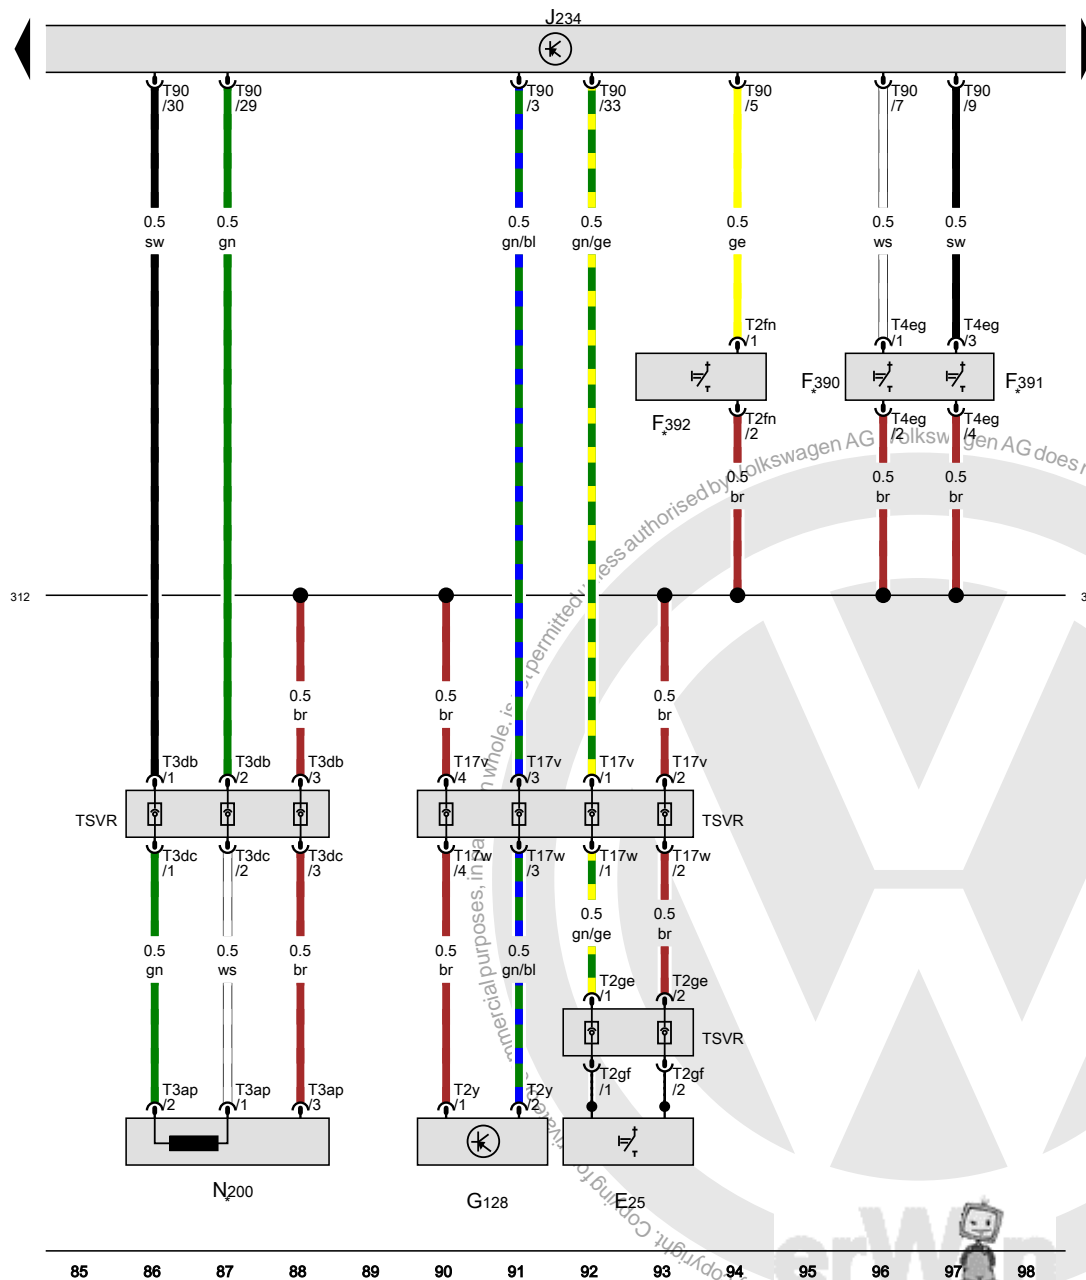 J234
T90 T90 T90 T90 T90 T90 T90
/30 /29 /3 /33 /5 /7 /9
0.5 0.5 0.5 0.5 0.5 0.5 0.5
sw gn gn/bl gn/ge ge ws sw
T2fn T4eg T4eg
/1 /1 /3
F390 F391
* *
F392
*
T2fn T4eg T4eg
/2 /2 /4
0.5 0.5 0.5
br br br
312
0.5 0.5 0.5
br br br
T3db T3db T3db T17v T17v T17v T17v
/1 /2 /3 /4 /3 /1 /2
TSVR TSVR
T3dc T3dc T3dc T17w T17w T17w T17w
/1 /2 /3 /4 /3 /1 /2
0.5 0.5
gn/ge br
0.5 0.5 0.5 0.5 0.5
gn ws br br gn/bl
T2ge T2ge
/1 /2
TSVR
T2gf T2gf
/1 /2
T3ap T3ap T3ap T2y T2y
/2 /1 /3 /1 /2
N200 G128 E25
*
85 86 87 88 89 90 91 92 93 94 95 96 97 98